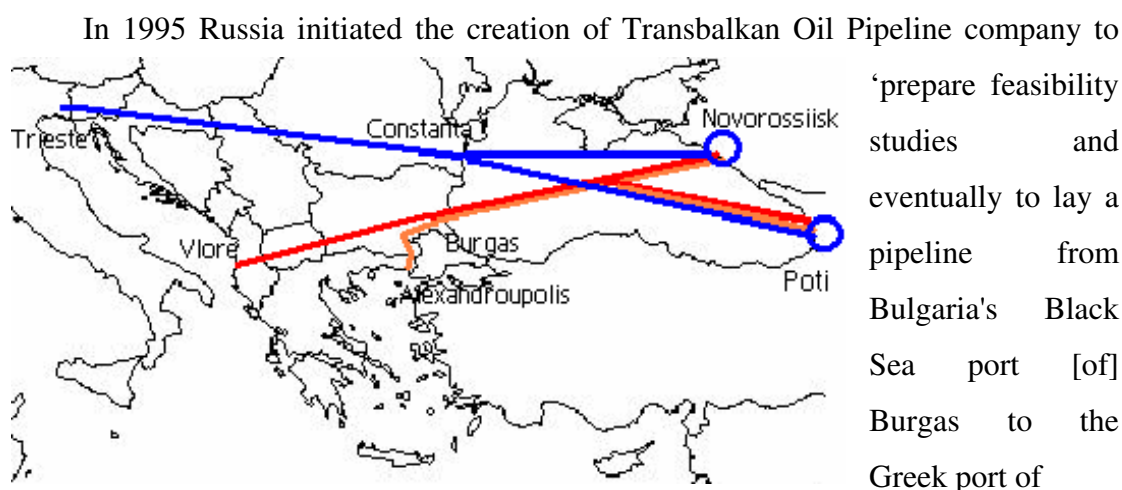 In 1995 Russia initiated the creation of Transbalkan Oil Pipeline company to
‘prepare feasibility
studies and
eventually to lay a
pipeline from
Bulgaria's Black
Sea port [of]
Burgas to the
Greek port of
Novorossiisk
Constanta
Trieste
Vlore
Burgas
Poti
Alexandroupolis